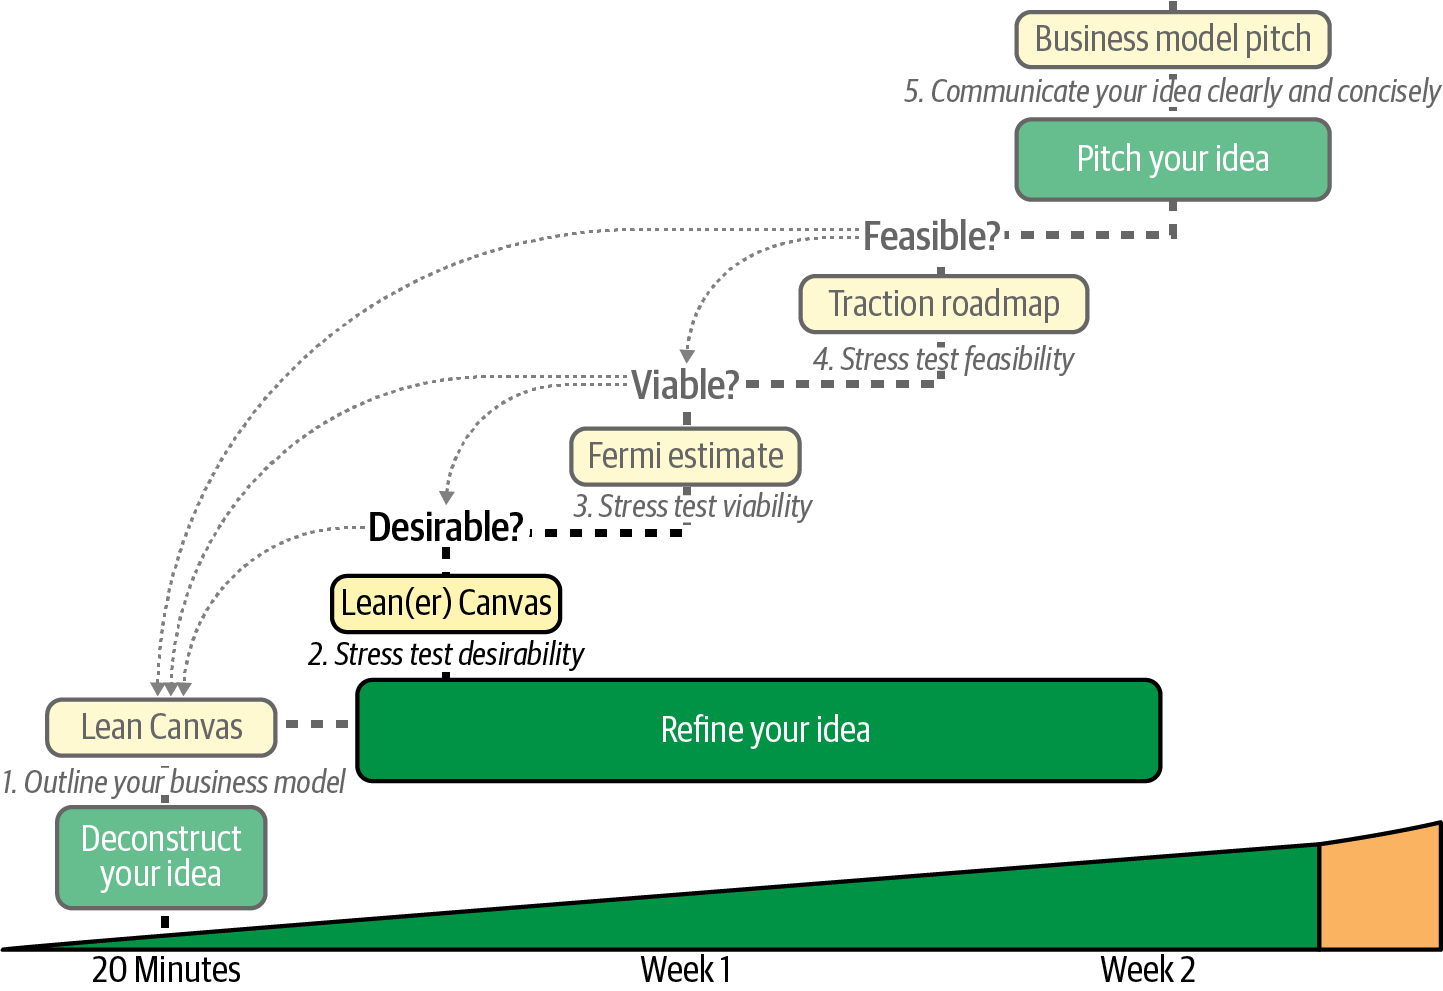 Business model pitch
5. Communicate your idea clearly and concisely
Pitch your idea
Feasible?
Traction roadmap
4. Stress test feasibility
Viable?
Fermi estimate
3. Stress test viability
Desirable?
Lean(er) Canvas
2. Stress test desirability
Lean Canvas
Refine your idea
1. Outline your business model
Deconstruct
your idea
20 Minutes
Week 1
Week 2